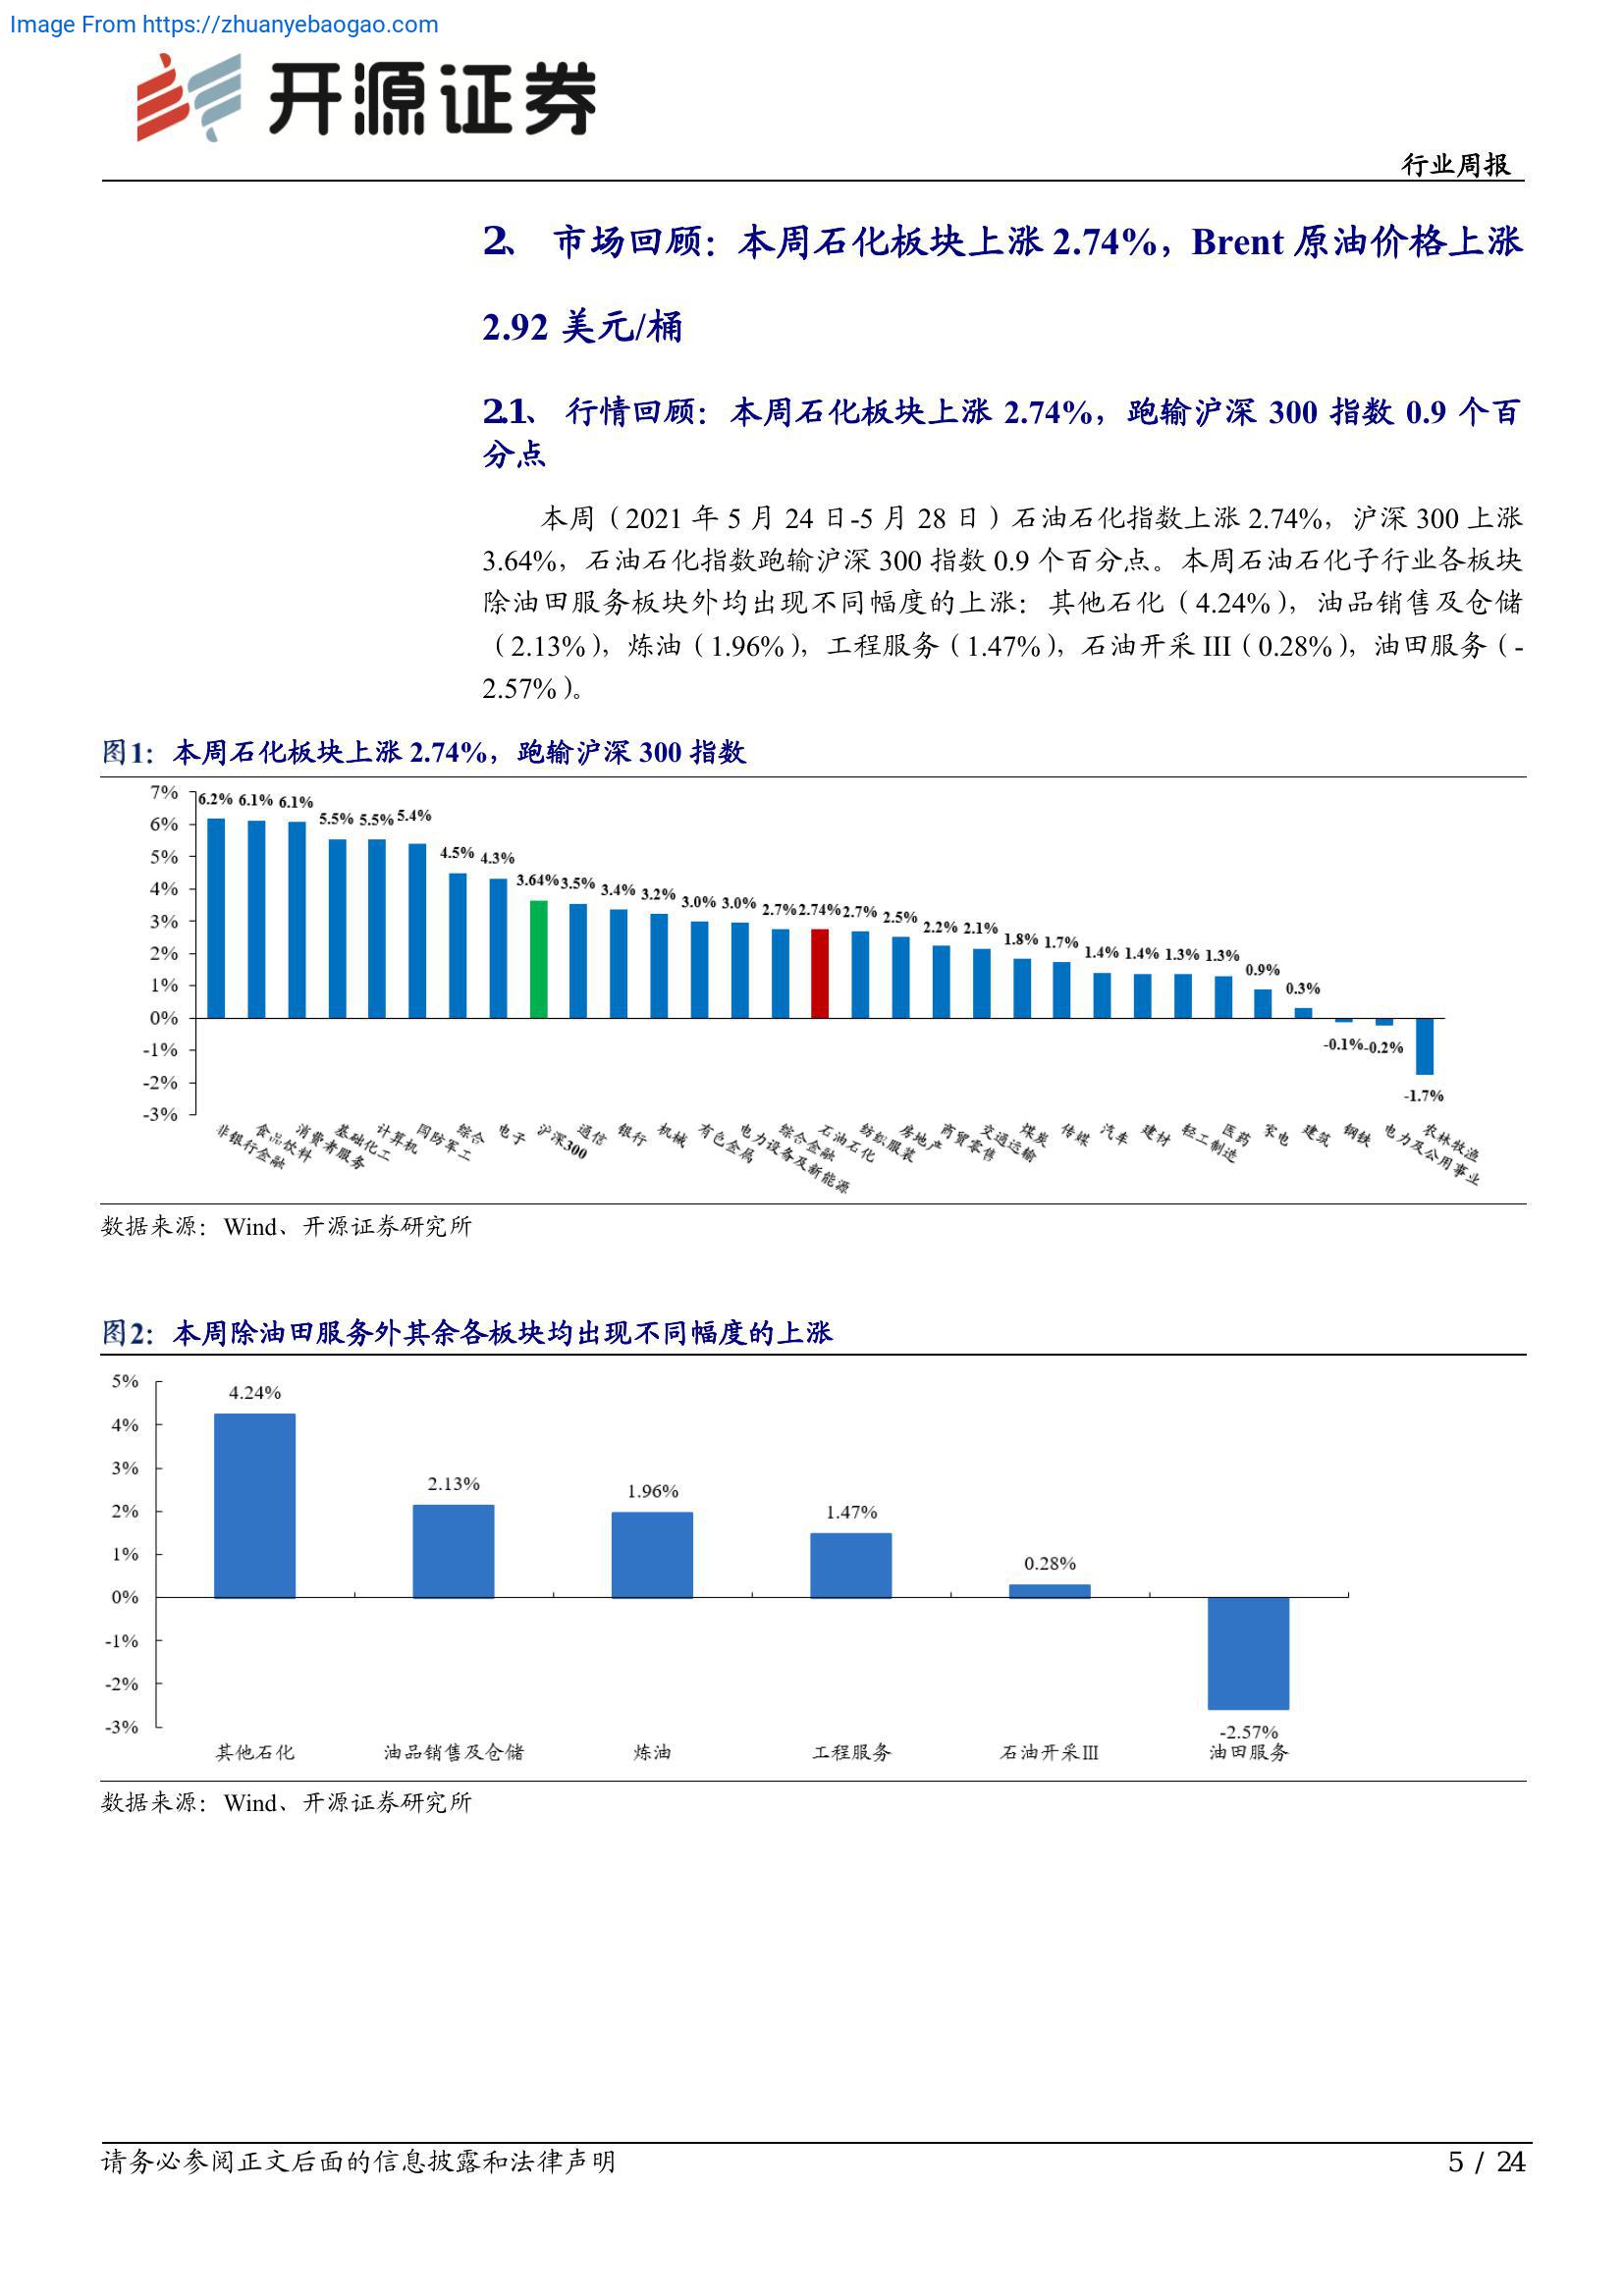 Image From https://zhuanyebaogao.com
开源证券
行业周报
2、 市场回顾：本周石化板块上涨 2.74%，Brent 原油价格上涨
2.92 美元/桶
2.1、 行情回顾：本周石化板块上涨 2.74%，跑输沪深 300 指数 0.9 个百
分点
本周（2021 年 5 月 24 日-5 月 28 日）石油石化指数上涨 2.74%，沪深 300 上涨
3.64%，石油石化指数跑输沪深 300 指数 0.9 个百分点。本周石油石化子行业各板块
除油田服务板块外均出现不同幅度的上涨：其他石化（4.24%），油品销售及仓储
（2.13%），炼油（1.96%），工程服务（1.47%），石油开采 III（0.28%），油田服务（-
2.57%）。
图1：本周石化板块上涨 2.74%，跑输沪深 300 指数
7%
6%
5%
4%
3%
2%
1%
0%
-1%
-2%
-3%
6.2% 6.1% 6.1% 5.5% 5.5% 5.4% 4.5% 4.3% 3.64% 3.5% 3.4% 3.2% 3.0% 3.0% 2.7% 2.74% 2.7% 2.5% 2.2% 2.1% 1.8% 1.7% 1.4% 1.4% 1.3% 1.3% 0.9% 0.3% -0.1% -0.2% -1.7%
非银行金融 食品饮料 消费者服务 基础化工 计算机 国防军工 综合 电子 沪深300 通信 银行 机械 有色金属 电力设备及新能源 综合金融 石油石化 纺织服装 房地产 商贸零售 交通运输 煤炭 传媒 汽车 建材 轻工制造 医药 家电 建筑 钢铁 电力及公用事业 农林牧渔
数据来源：Wind、开源证券研究所
图2：本周除油田服务外其余各板块均出现不同幅度的上涨
5%
4%
3%
2%
1%
0%
-1%
-2%
-3%
4.24% 2.13% 1.96% 1.47% 0.28% -2.57%
其他石化 油品销售及仓储 炼油 工程服务 石油开采Ⅲ 油田服务
数据来源：Wind、开源证券研究所
请务必参阅正文后面的信息披露和法律声明
5 / 24